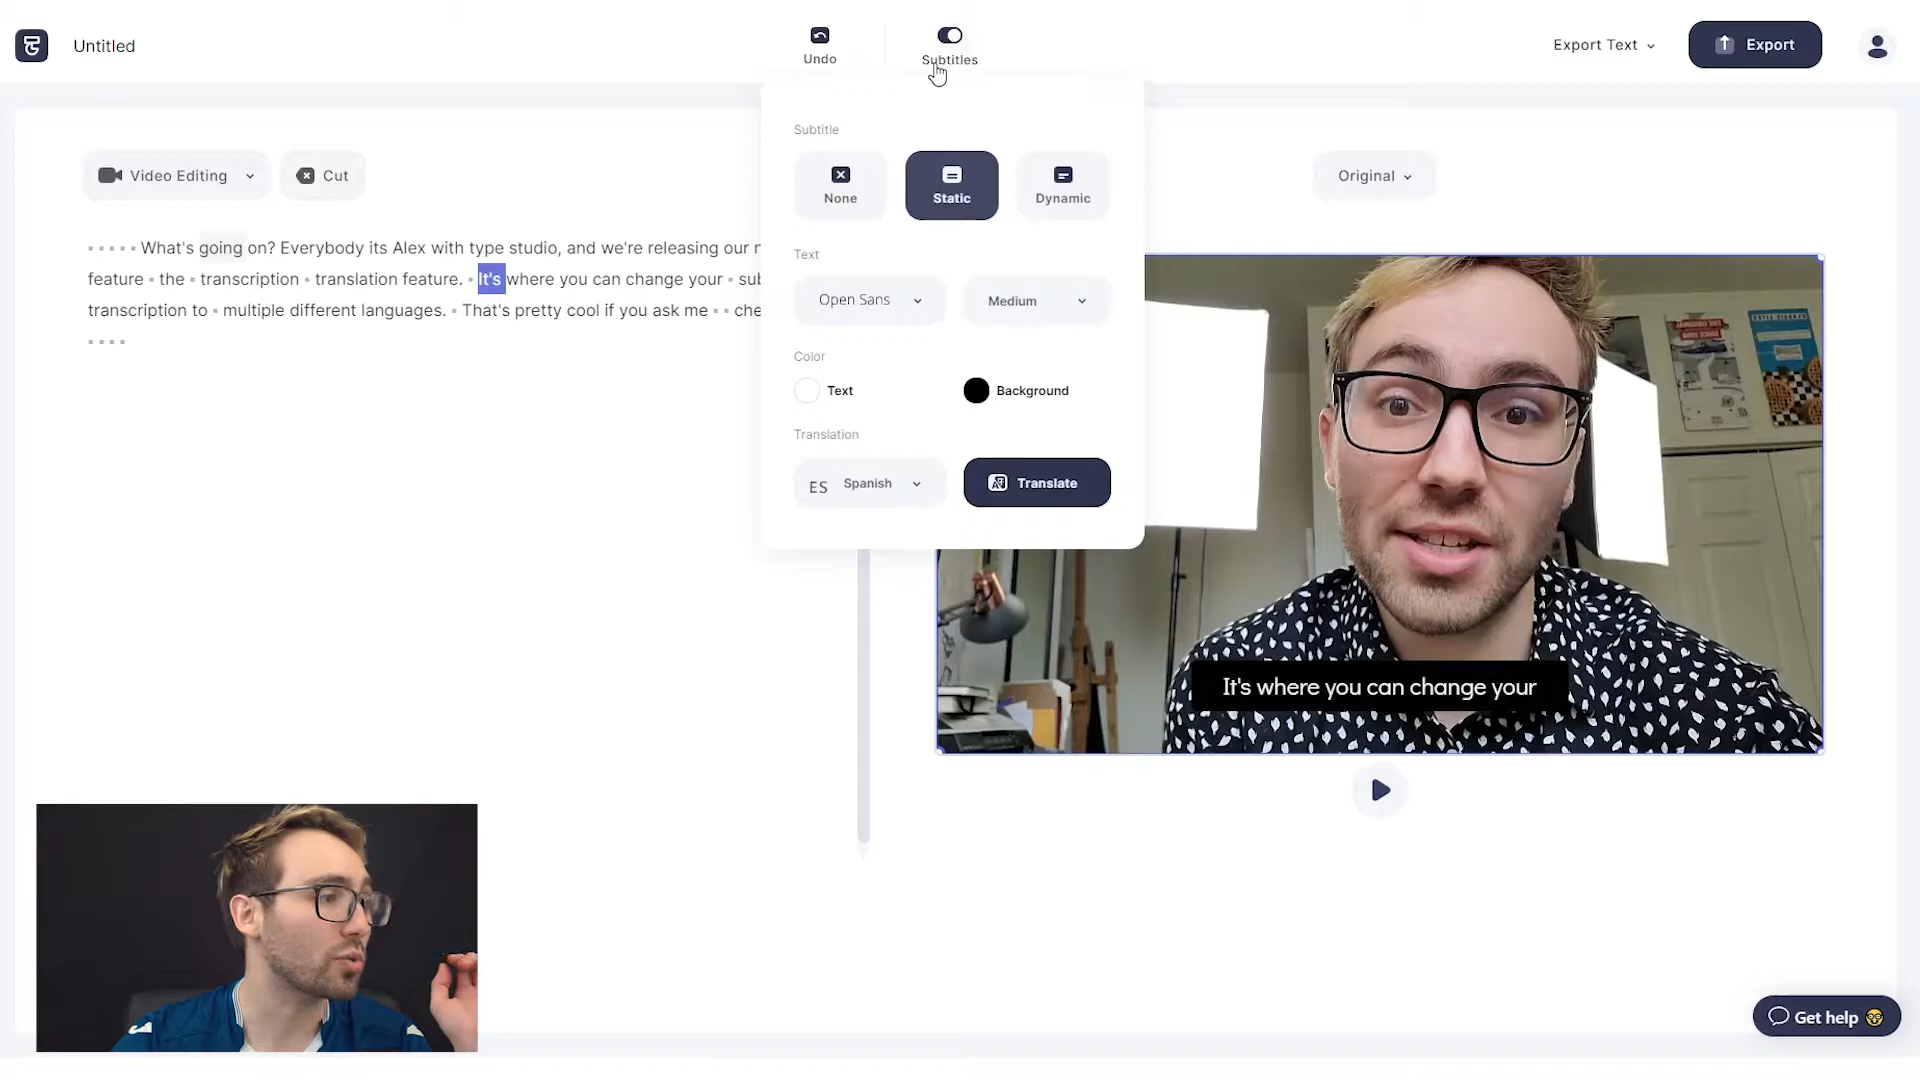 Untitled
Undo
Subtitles
Export Text
Export
Video Editing
Cut
What's going on? Everybody its Alex with type studio, and we're releasing our
feature the transcription translation feature. It's where you can change your sub
transcription to multiple different languages. That's pretty cool if you ask me che
Subtitle
None
Static
Dynamic
Text
Open Sans
Medium
Color
Text
Background
Translation
ES Spanish
Translate
Original
It's where you can change your
Get help